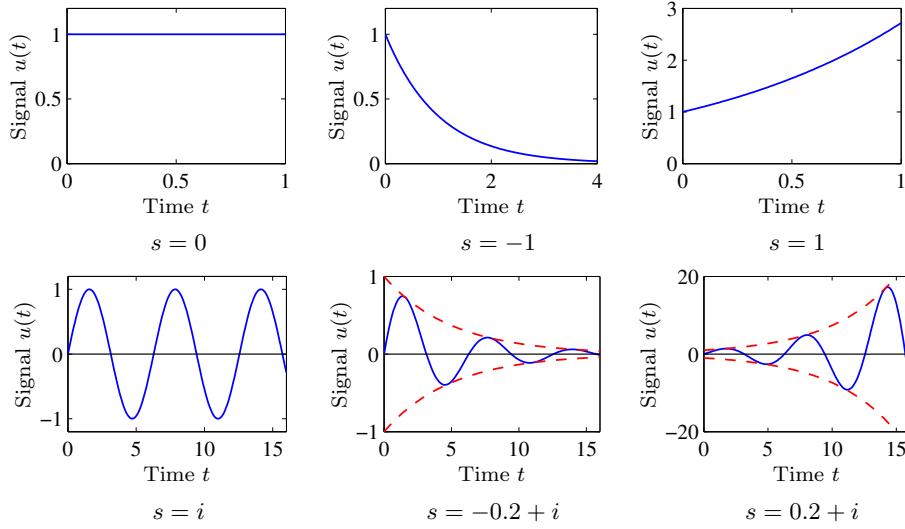 Signal u(t)
1
0.5
0
0
0.5
1
Time t
s = 0
Signal u(t)
1
0.5
0
0
2
4
Time t
s = −1
Signal u(t)
3
2
1
0
0
0.5
1
Time t
s = 1
Signal u(t)
1
0
−1
0
5
10
15
Time t
s = i
Signal u(t)
1
0
−1
0
5
10
15
Time t
s = −0.2 + i
Signal u(t)
20
0
−20
0
5
10
15
Time t
s = 0.2 + i